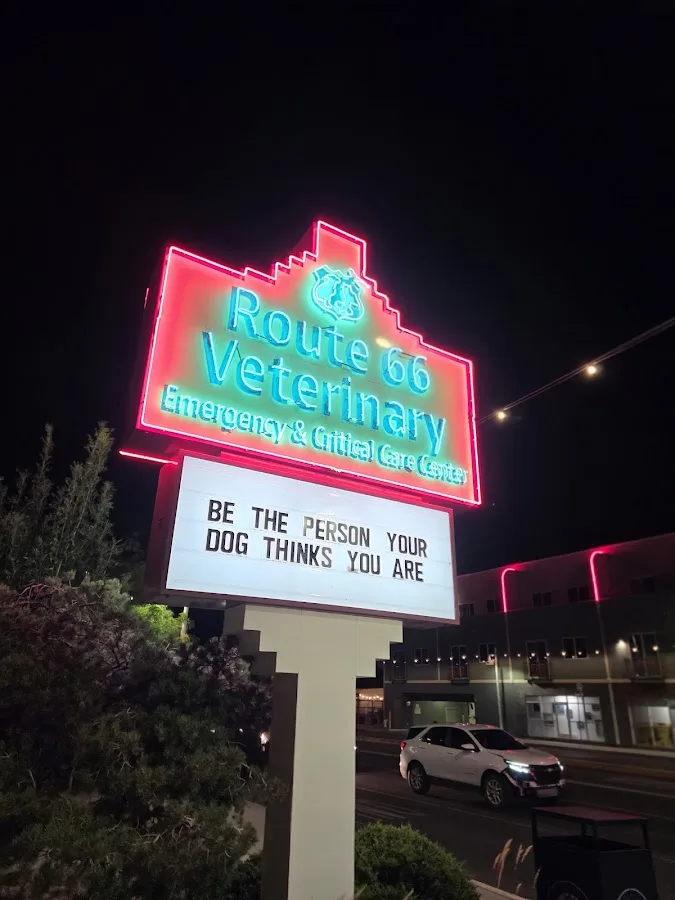 Route 66
Veterinary
Emergency & Critical Care Center
BE THE PERSON YOUR
DOG THINKS YOU ARE